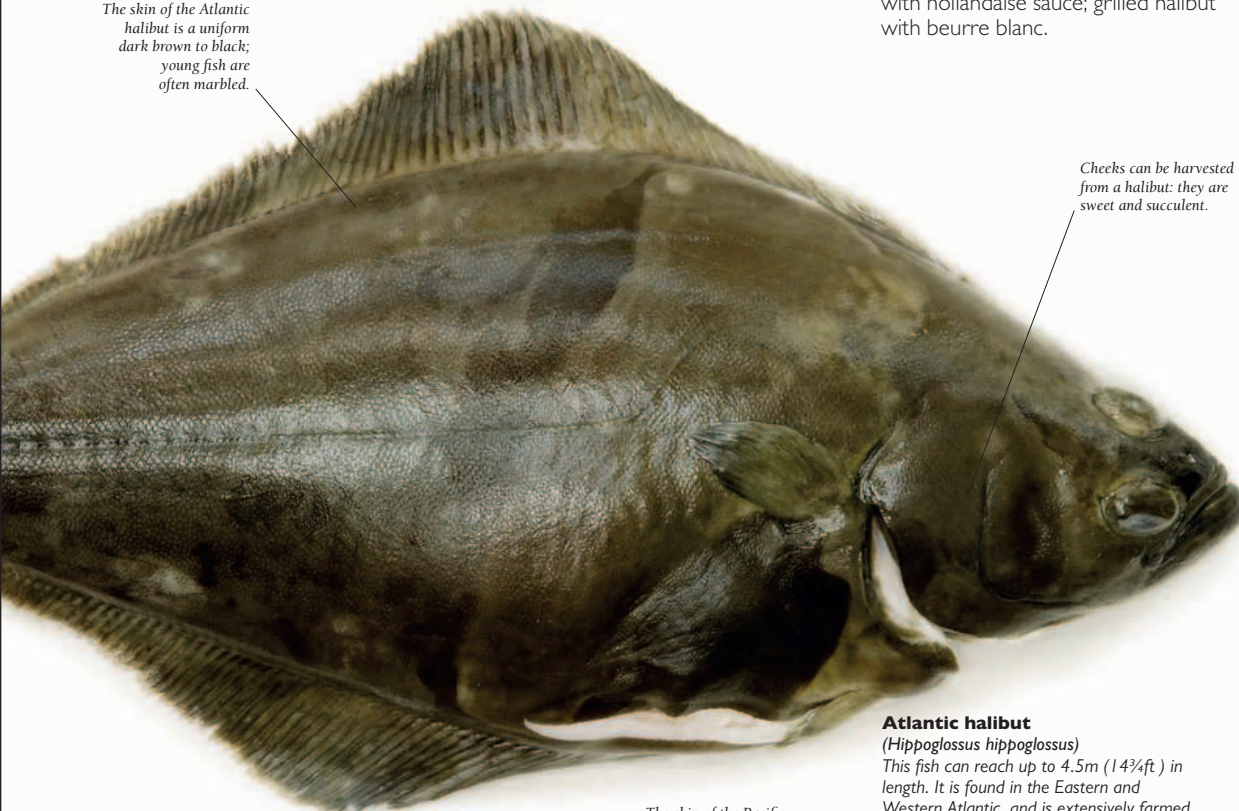 The skin of the Atlantic
halibut is a uniform
dark brown to black;
young fish are
often marbled.
with hollandaise sauce; grilled halibut
with beurre blanc.
Cheeks can be harvested
from a halibut: they are
sweet and succulent.
Atlantic halibut
(Hippoglossus hippoglossus)
This fish can reach up to 4.5m (14¾ft ) in
length. It is found in the Eastern and
Western Atlantic, and is extensively farmed
The skin of the Pacific